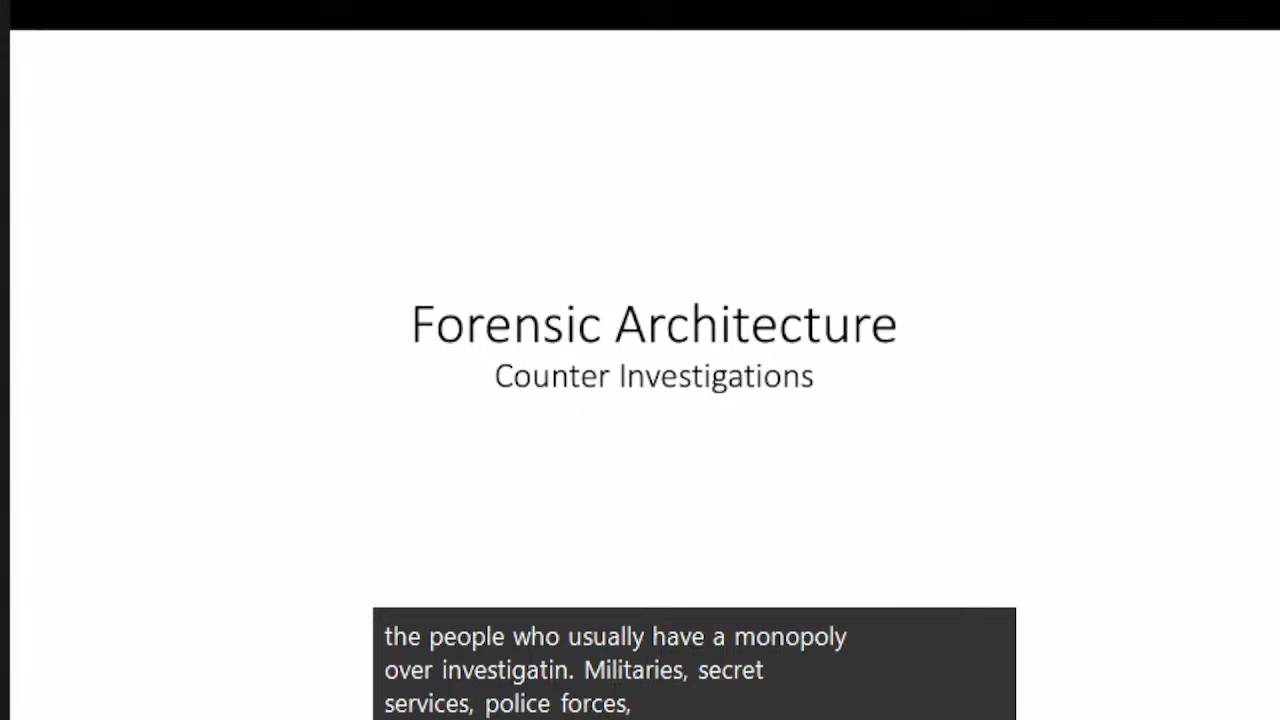 Forensic Architecture
Counter Investigations
the people who usually have a monopoly
over investigatin. Militaries, secret
services, police forces,